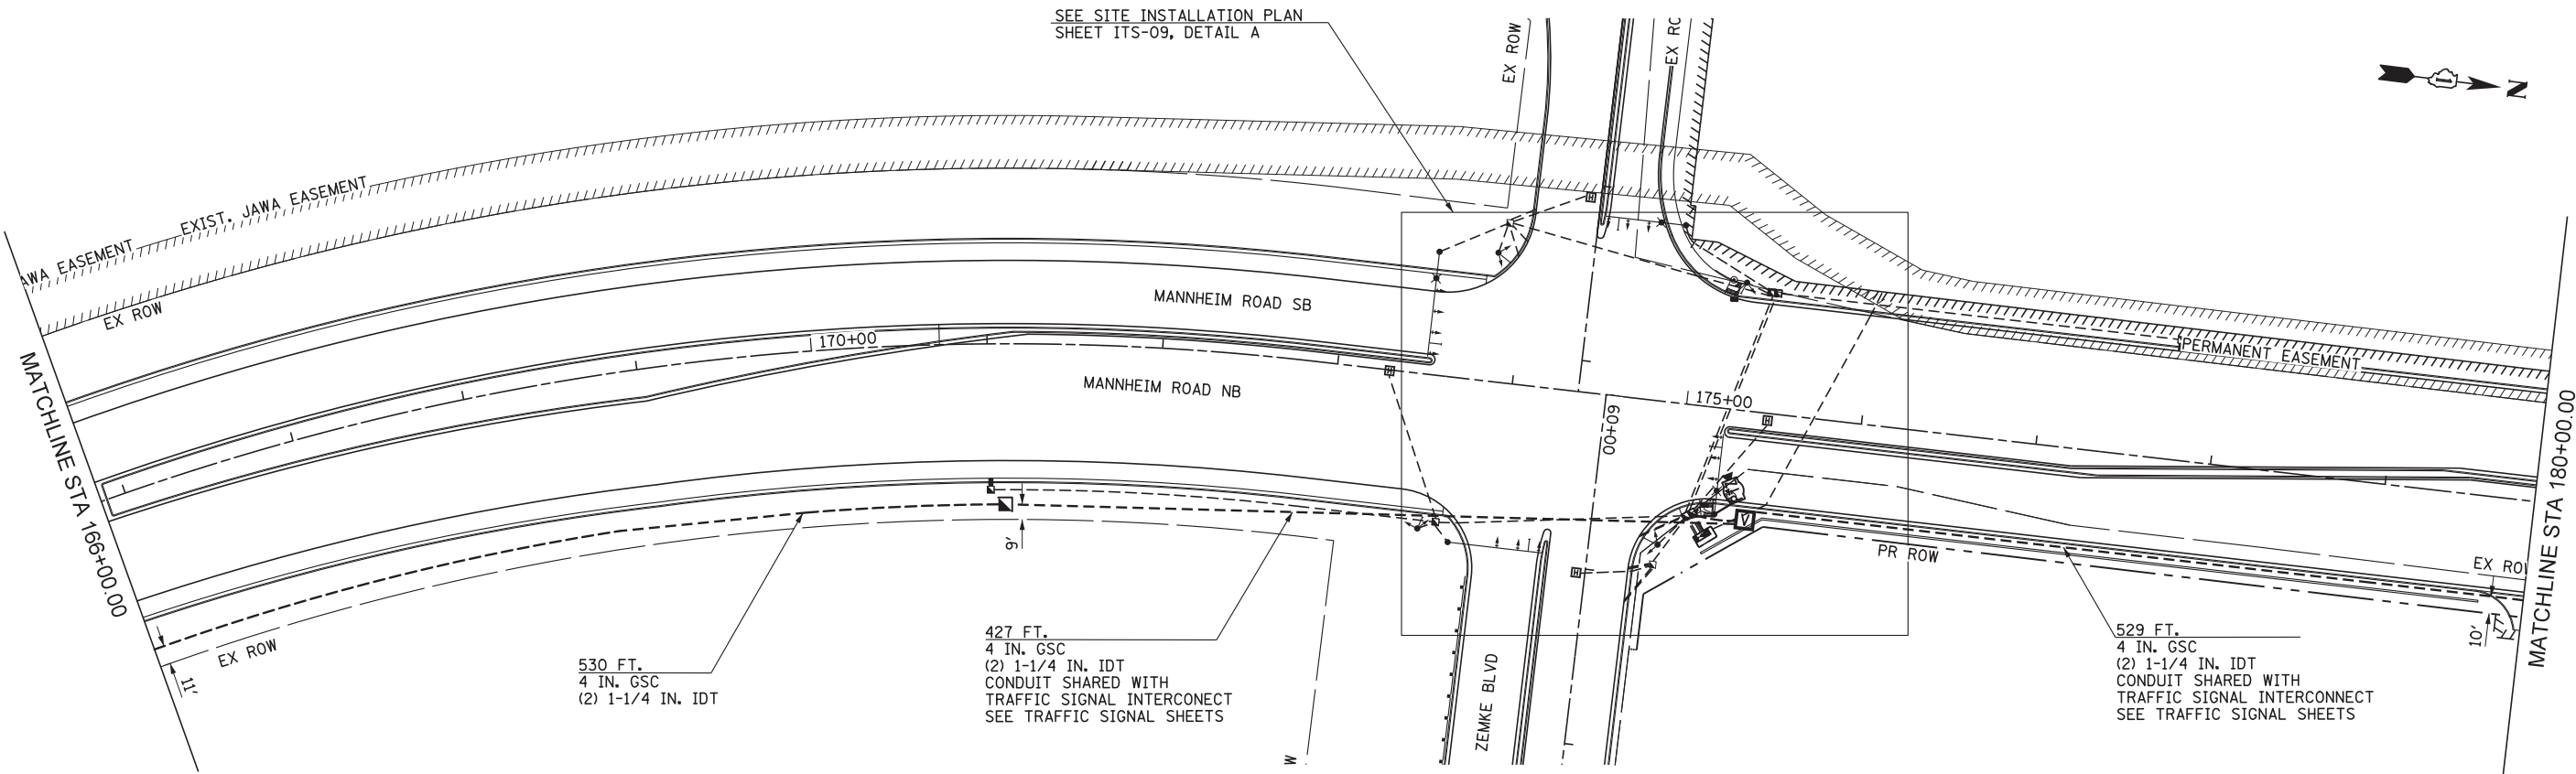 SEE SITE INSTALLATION PLAN
SHEET ITS-09, DETAIL A
EX ROW
N
EXIST. JAWA EASEMENT
EASEMENT
EX ROW
MANNHEIM ROAD SB
170+00
MANNHEIM ROAD NB
PERMANENT EASEMENT
175+00
60+00
MATCHLINE STA 166+00.00
MATCHLINE STA 180+00.00
9'
PR ROW
EX
EX ROW
11'
10'
530 FT.
4 IN. GSC
(2) 1-1/4 IN. IDT
427 FT.
4 IN. GSC
(2) 1-1/4 IN. IDT
CONDUIT SHARED WITH
TRAFFIC SIGNAL INTERCONECT
SEE TRAFFIC SIGNAL SHEETS
ZEMKE BLVD
529 FT.
4 IN. GSC
(2) 1-1/4 IN. IDT
CONDUIT SHARED WITH
TRAFFIC SIGNAL INTERCONNECT
SEE TRAFFIC SIGNAL SHEETS